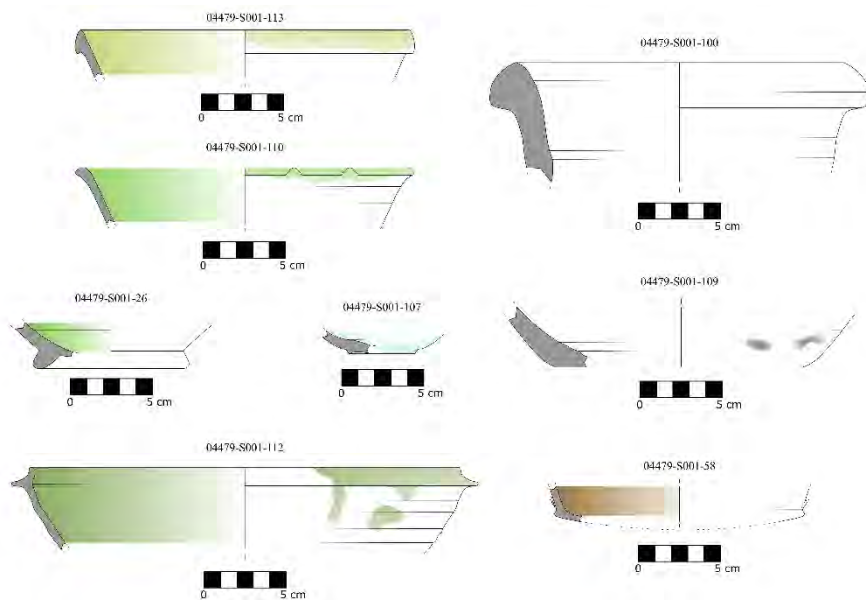 04479-S001-113
0 5 cm
04479-S001-100
0 5 cm
04479-S001-110
0 5 cm
04479-S001-26
0 5 cm
04479-S001-107
0 5 cm
04479-S001-109
0 5 cm
04479-S001-112
0 5 cm
04479-S001-58
0 5 cm